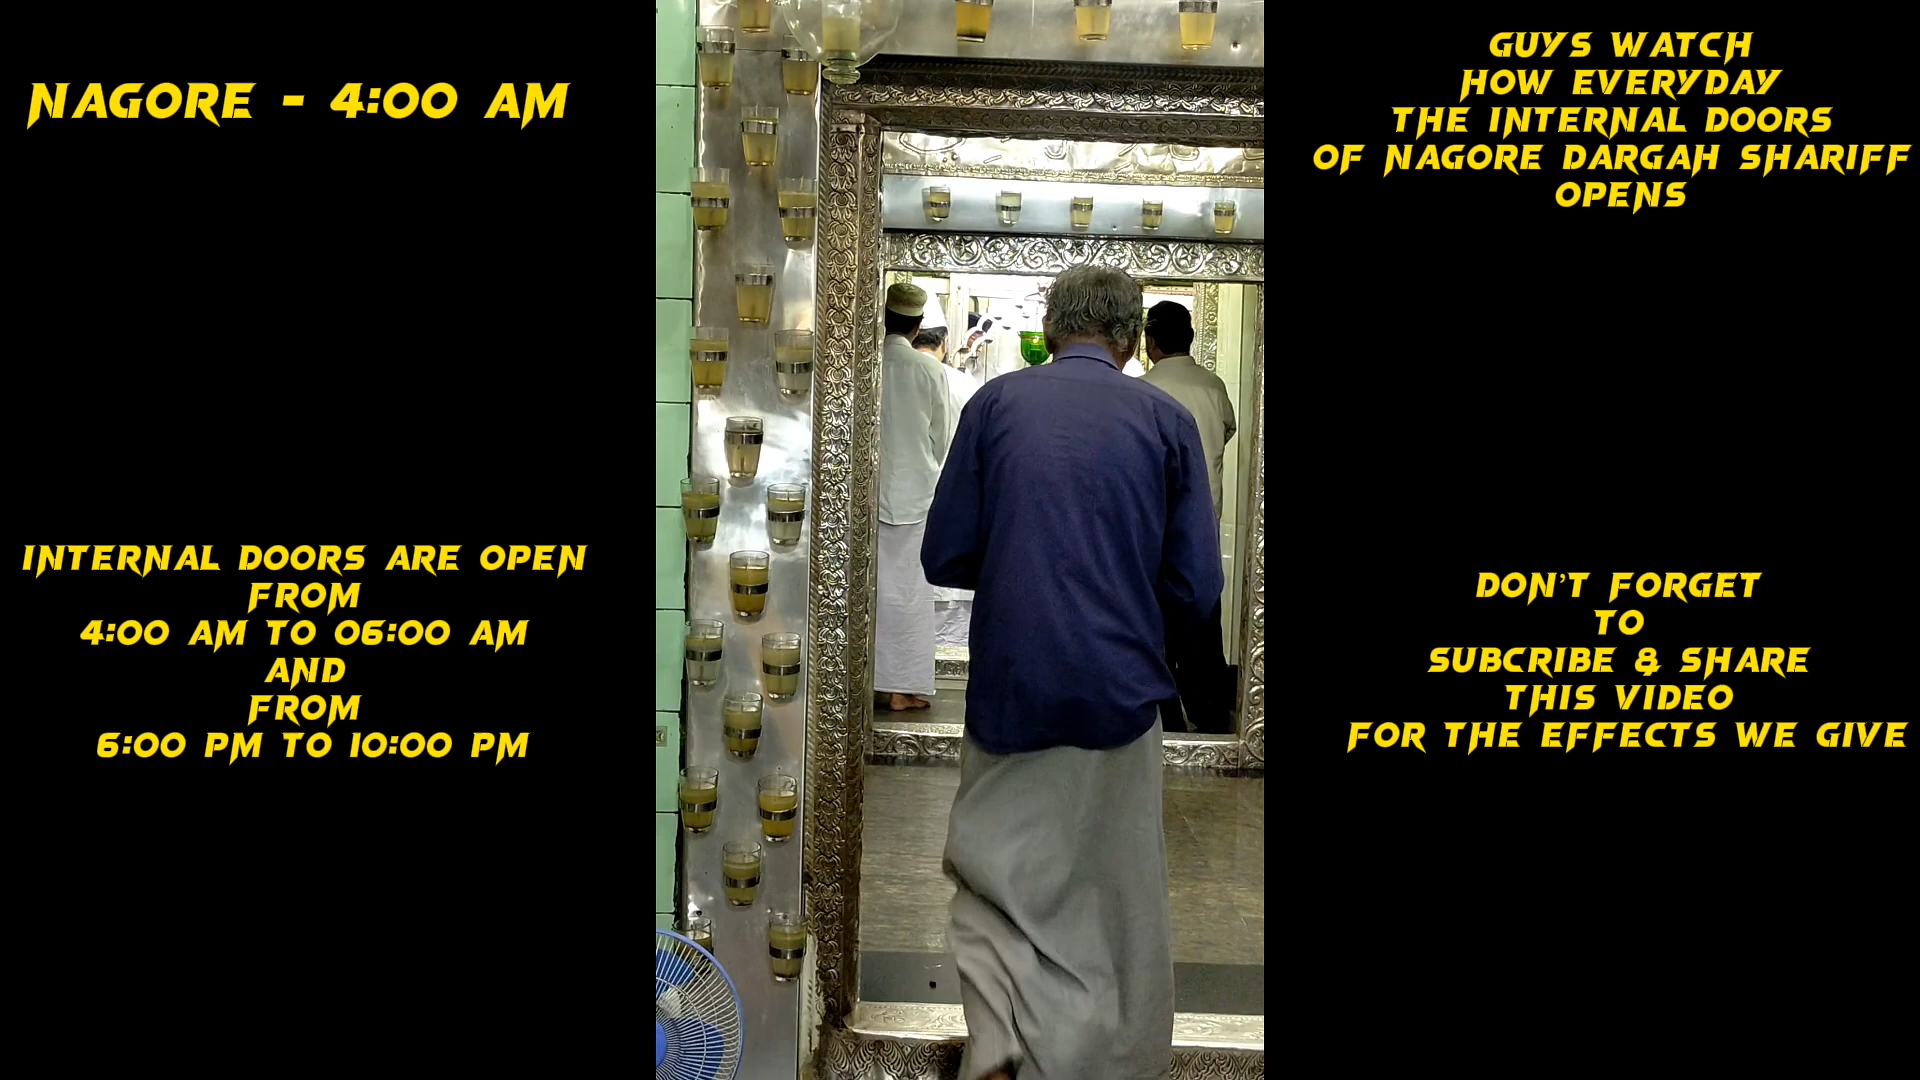 NAGORE - 4:00 AM
INTERNAL DOORS ARE OPEN
FROM
4:00 AM TO 06:00 AM
AND
FROM
6:00 PM TO 10:00 PM
GUYS WATCH
HOW EVERYDAY
THE INTERNAL DOORS
OF NAGORE DARGAH SHARIFF
OPENS
DON'T FORGET
TO
SUBCRIBE & SHARE
THIS VIDEO
FOR THE EFFECTS WE GIVE